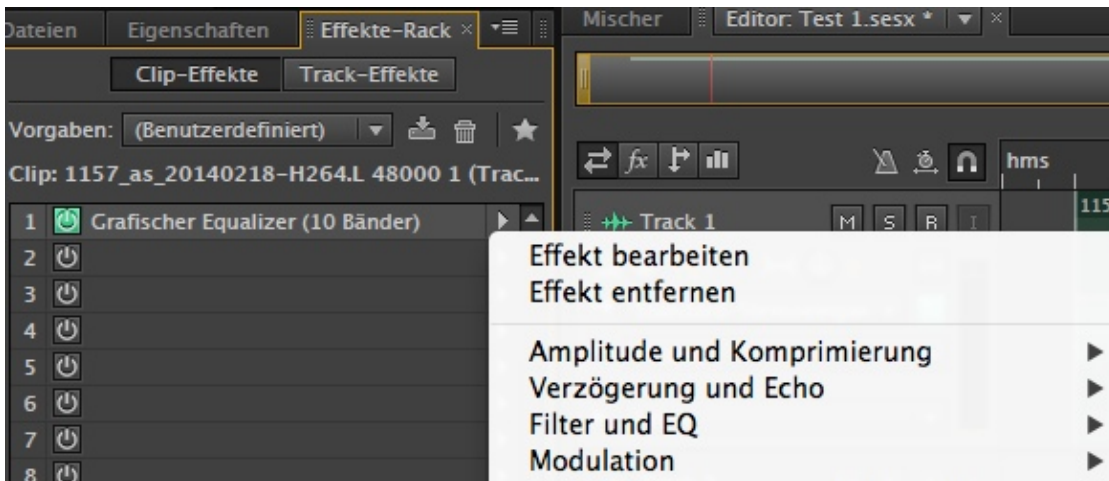 Dateien Eigenschaften Effekte-Rack
Clip-Effekte Track-Effekte
Vorgaben: (Benutzerdefiniert)
Clip: 1157_as_20140218-H264.L 48000 1 (Trac...
1 Grafischer Equalizer (10 Bänder)
2
3
4
5
6
7
8
Mischer Editor: Test 1.sesx *
fx hms
Track 1 M S R I 115
Effekt bearbeiten
Effekt entfernen
Amplitude und Komprimierung
Verzögerung und Echo
Filter und EQ
Modulation